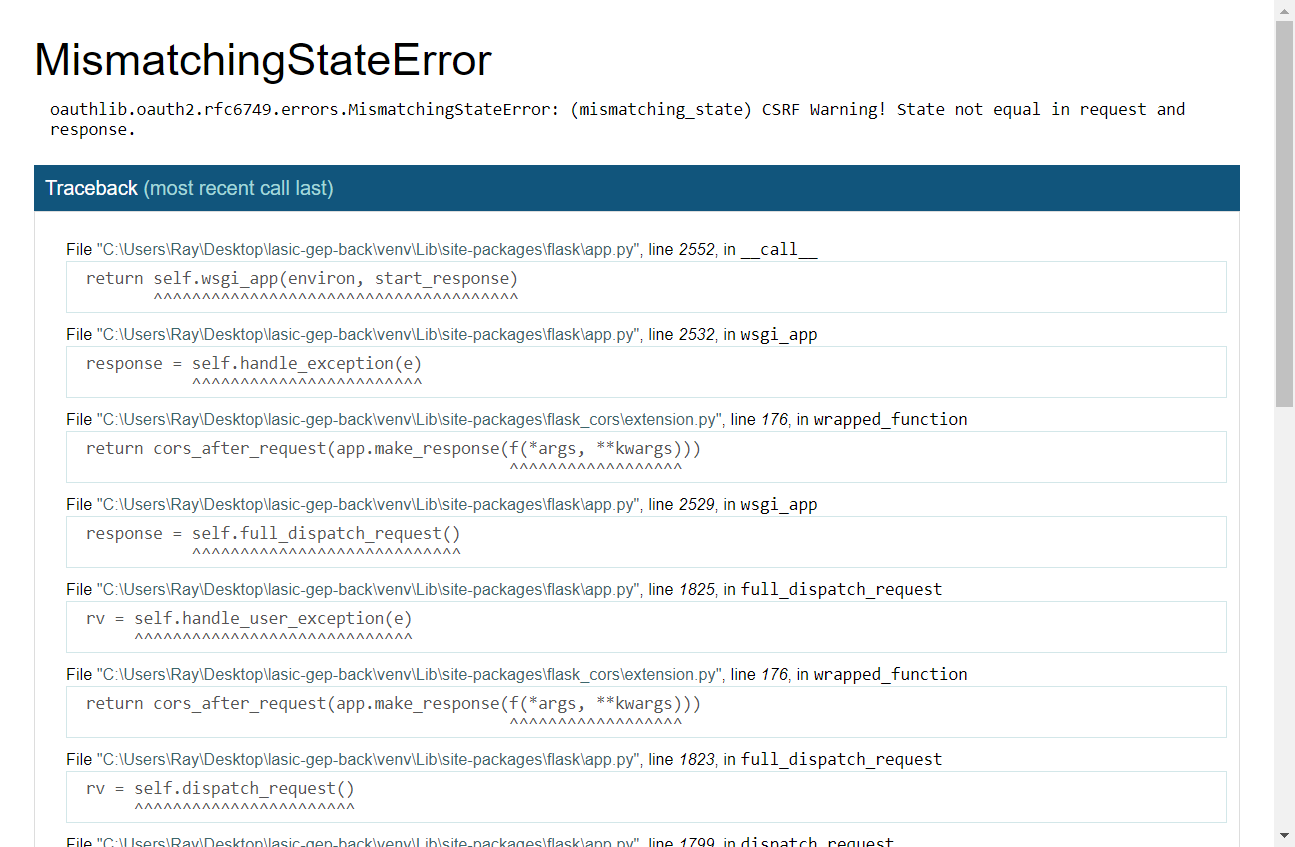 MismatchingStateError
oauthlib.oauth2.rfc6749.errors.MismatchingStateError: (mismatching_state) CSRF Warning! State not equal in request and
response.
Traceback (most recent call last)
File "C:\Users\Ray\Desktop\lasic-gep-back\venv\Lib\site-packages\flask\app.py", line 2552, in __call__
return self.wsgi_app(environ, start_response)
^^^^^^^^^^^^^^^^^^^^^^^^^^^^^^^^^^^^^^
File "C:\Users\Ray\Desktop\lasic-gep-back\venv\Lib\site-packages\flask\app.py", line 2532, in wsgi_app
response = self.handle_exception(e)
^^^^^^^^^^^^^^^^^^^^^^^^
File "C:\Users\Ray\Desktop\lasic-gep-back\venv\Lib\site-packages\flask_cors\extension.py", line 176, in wrapped_function
return cors_after_request(app.make_response(f(*args, **kwargs)))
^^^^^^^^^^^^^^^^^^
File "C:\Users\Ray\Desktop\lasic-gep-back\venv\Lib\site-packages\flask\app.py", line 2529, in wsgi_app
response = self.full_dispatch_request()
^^^^^^^^^^^^^^^^^^^^^^^^^^^^
File "C:\Users\Ray\Desktop\lasic-gep-back\venv\Lib\site-packages\flask\app.py", line 1825, in full_dispatch_request
rv = self.handle_user_exception(e)
^^^^^^^^^^^^^^^^^^^^^^^^^^^^^
File "C:\Users\Ray\Desktop\lasic-gep-back\venv\Lib\site-packages\flask_cors\extension.py", line 176, in wrapped_function
return cors_after_request(app.make_response(f(*args, **kwargs)))
^^^^^^^^^^^^^^^^^^
File "C:\Users\Ray\Desktop\lasic-gep-back\venv\Lib\site-packages\flask\app.py", line 1823, in full_dispatch_request
rv = self.dispatch_request()
^^^^^^^^^^^^^^^^^^^^^^^
File "C:\Users\Ray\Desktop\lasic-gep-back\venv\Lib\site-packages\flask\app.py", line 1799, in dispatch_request